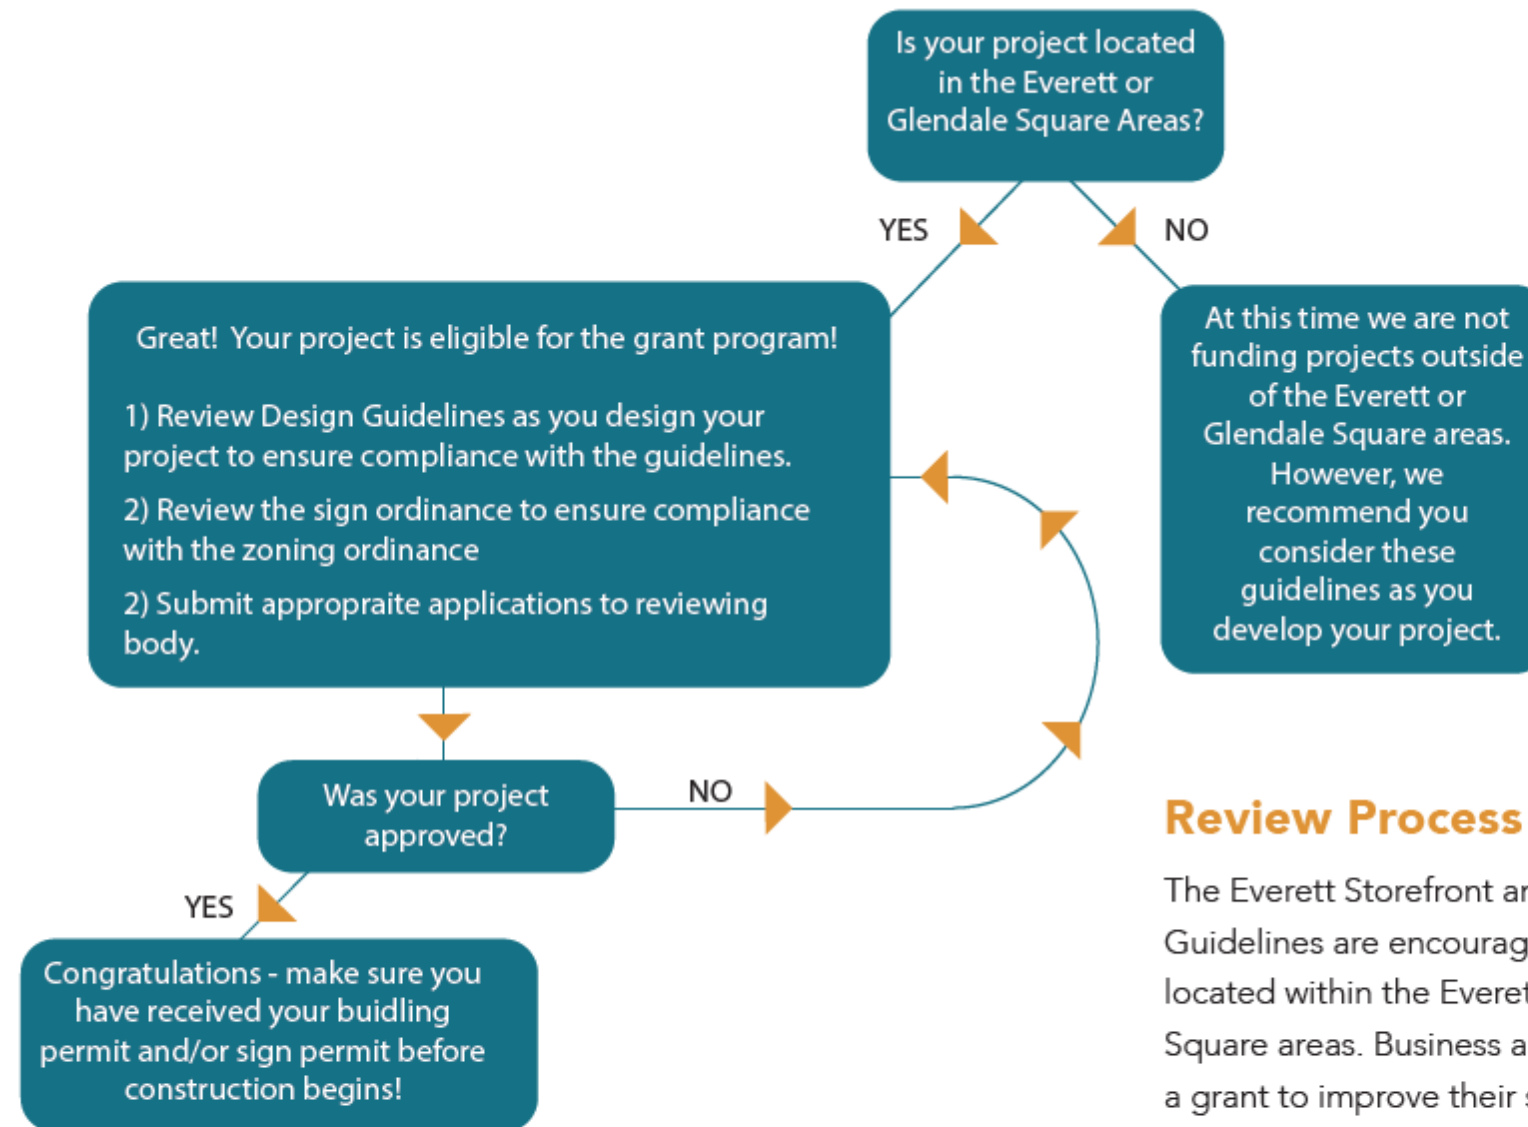 Is your project located
in the Everett or
Glendale Square Areas?
YES
NO
Great!  Your project is eligible for the grant program!
1) Review Design Guidelines as you design your
project to ensure compliance with the guidelines.
2) Review the sign ordinance to ensure compliance
with the zoning ordinance
2) Submit appropraite applications to reviewing
body.
At this time we are not
funding projects outside
of the Everett or
Glendale Square areas.
However, we
recommend you
consider these
guidelines as you
develop your project.
Was your project
approved?
NO
YES
Congratulations - make sure you
have received your buidling
permit and/or sign permit before
construction begins!
Review Process
The Everett Storefront
Guidelines are
located within the
Square areas. Business
a grant to improve their